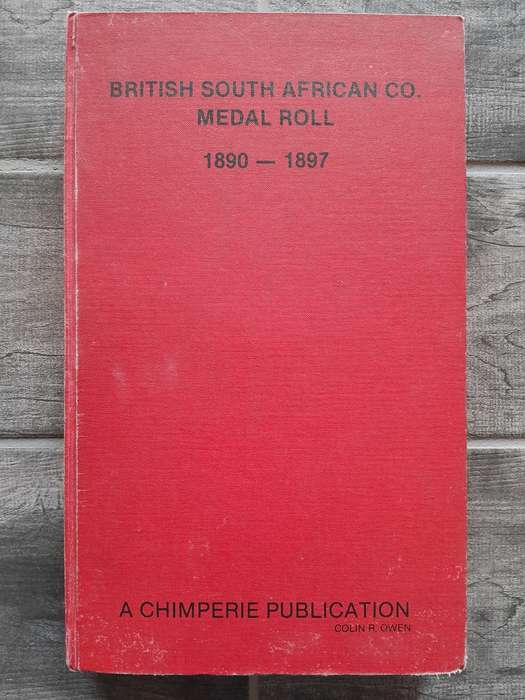 BRITISH SOUTH AFRICAN CO.
MEDAL ROLL
1890 — 1897
A CHIMPERIE PUBLICATION
COLIN R. OWEN